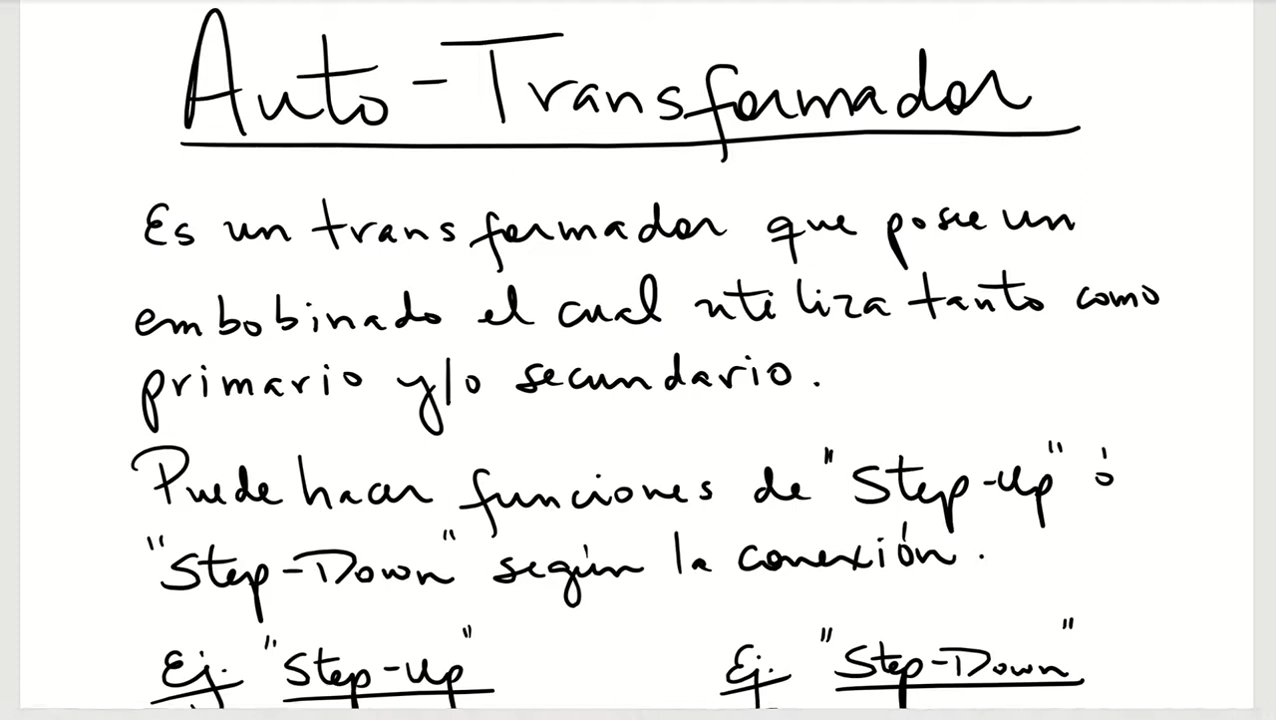 Auto-Transformador
Es un transformador que posee un
embobinado el cual utiliza tanto como
primario y/o secundario.
Puede hacer funciones de "Step-Up" ó
"Step-Down" según la conexión.
Ej. "Step-Up" Ej. "Step-Down"